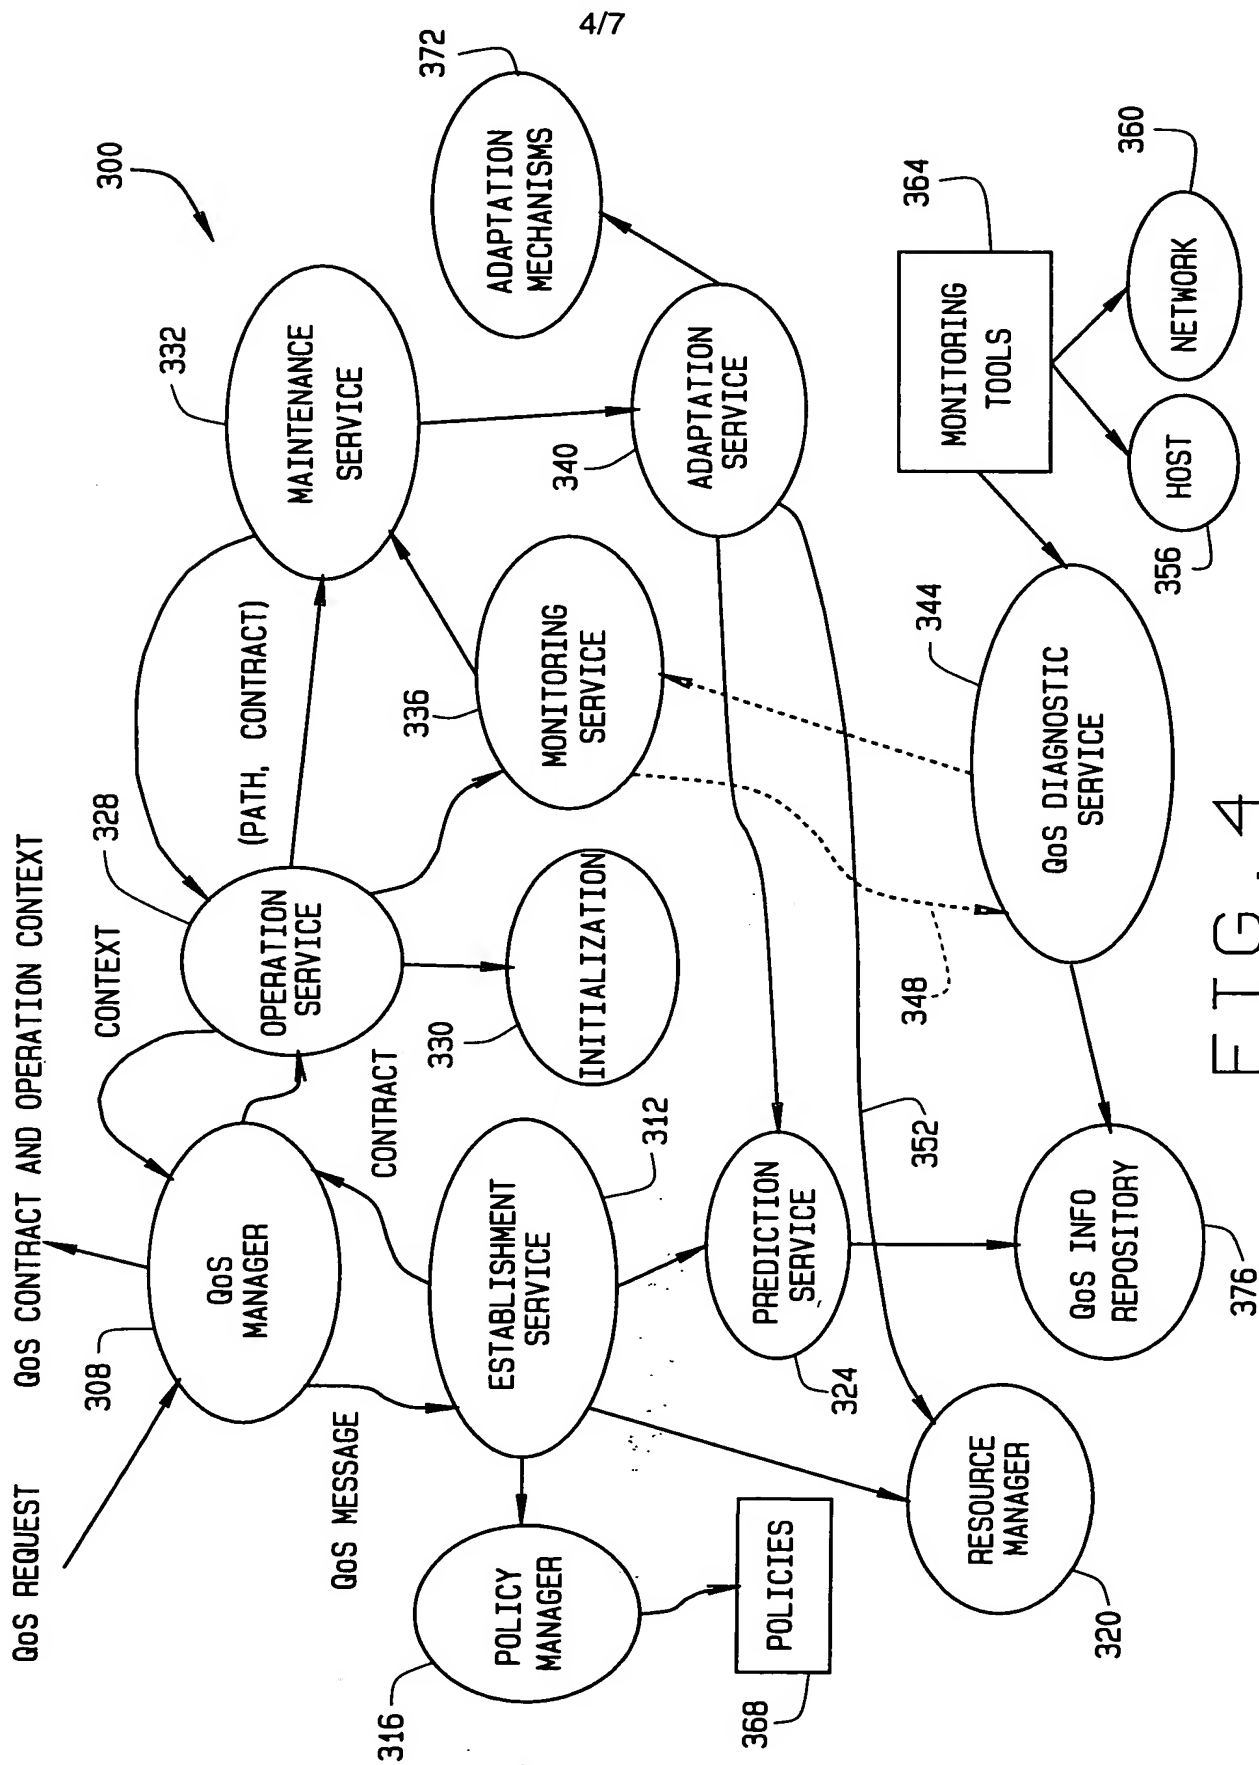 4/7
QoS REQUEST
QoS CONTRACT AND OPERATION CONTEXT
300
308
QoS
MANAGER
CONTEXT
328
OPERATION
SERVICE
(PATH, CONTRACT)
332
MAINTENANCE
SERVICE
372
ADAPTATION
MECHANISMS
QoS MESSAGE
CONTRACT
316
POLICY
MANAGER
ESTABLISHMENT
SERVICE
312
330
INITIALIZATION
336
MONITORING
SERVICE
340
ADAPTATION
SERVICE
368
POLICIES
324
PREDICTION
SERVICE
352
348
344
QoS DIAGNOSTIC
SERVICE
364
MONITORING
TOOLS
320
RESOURCE
MANAGER
376
QoS INFO
REPOSITORY
356
HOST
360
NETWORK
FIG. 4